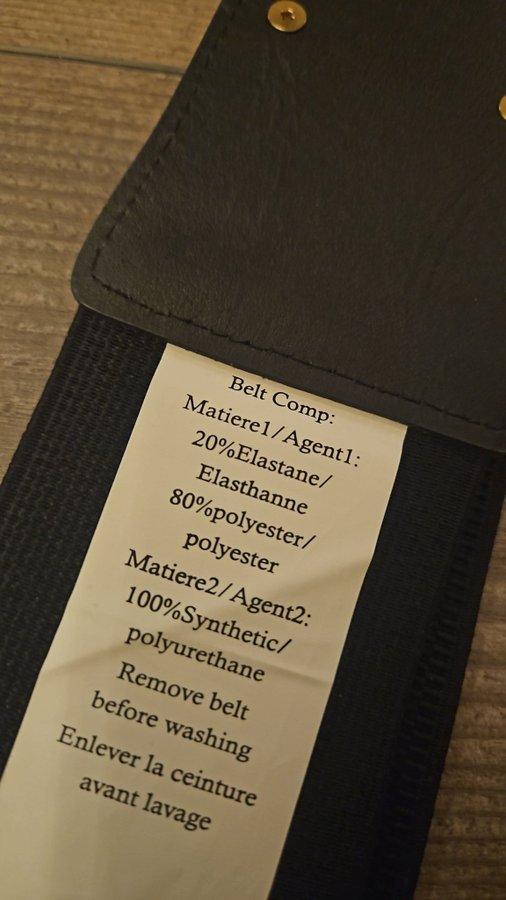 Belt Comp:
Matiere1/Agent1:
20%Elastane/
Elasthanne
80%polyester/
polyester
Matiere2/Agent2:
100%Synthetic/
polyurethane
Remove belt
before washing
Enlever la ceinture
avant lavage